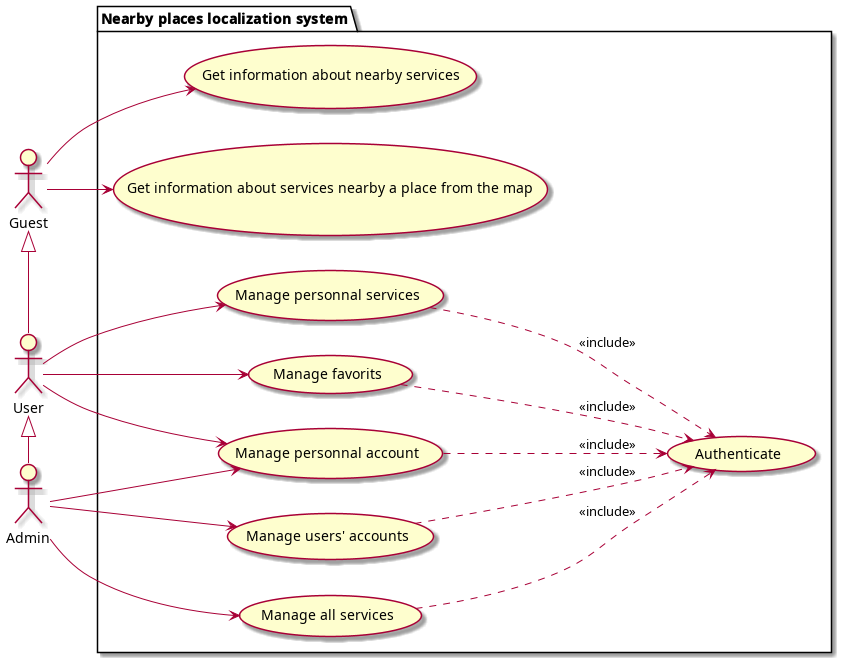 Nearby places localization system
Get information about nearby services
Get information about services nearby a place from the map
Guest
Manage personnal services
«include»
Manage favorits
User
«include»
Manage personnal account
«include»
Authenticate
«include»
Admin
Manage users' accounts
«include»
Manage all services